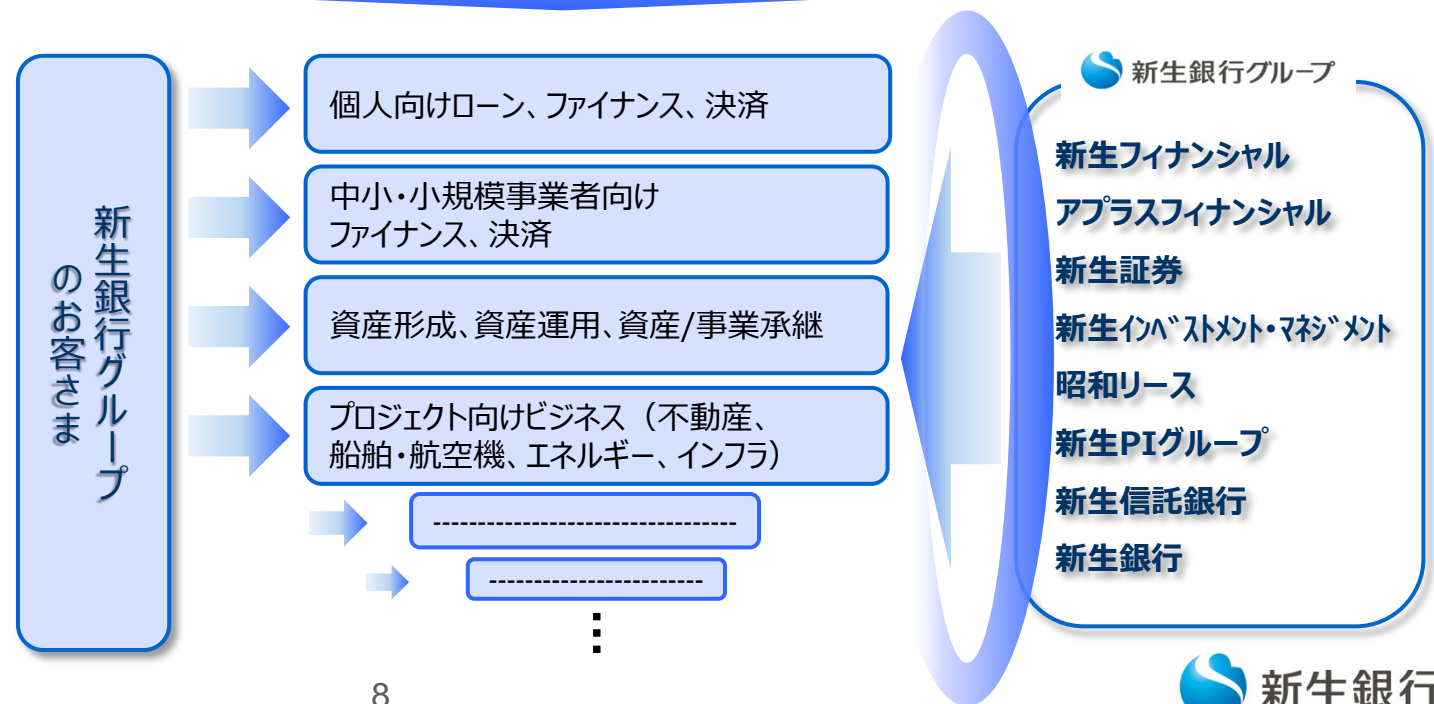 新生銀行グループ
のお客さま
個人向けローン、ファイナンス、決済
中小・小規模事業者向け
ファイナンス、決済
資産形成、資産運用、資産/事業承継
プロジェクト向けビジネス（不動産、
船舶・航空機、エネルギー、インフラ）
----------------------------------
------------------------
⋮
新生銀行グループ
新生フィナンシャル
アプラスフィナンシャル
新生証券
新生ｲﾝﾍﾞｽﾄﾒﾝﾄ・ﾏﾈｼﾞﾒﾝﾄ
昭和リース
新生PIグループ
新生信託銀行
新生銀行
8
新生銀行